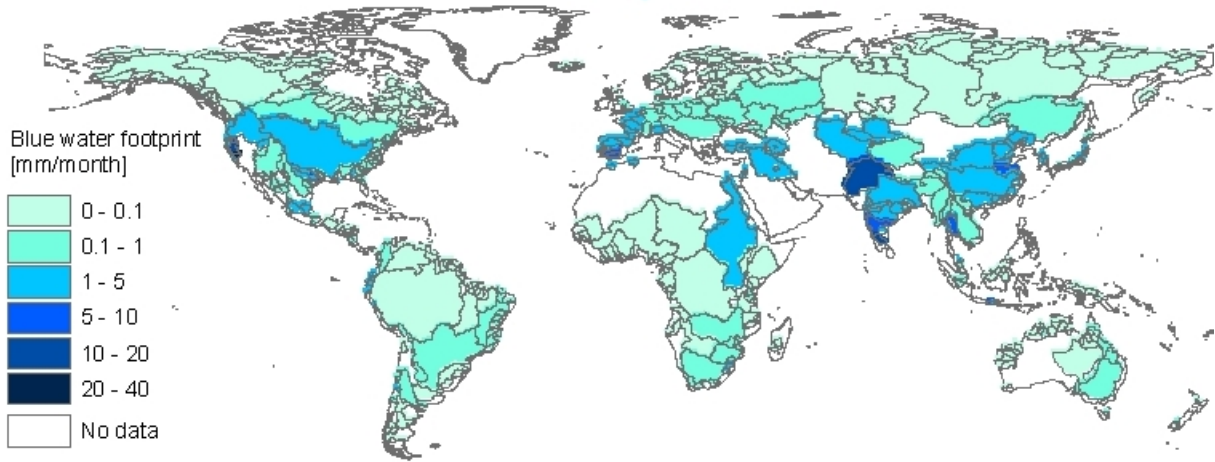 Blue water footprint
[mm/month]
0 - 0.1
0.1 - 1
1 - 5
5 - 10
10 - 20
20 - 40
No data